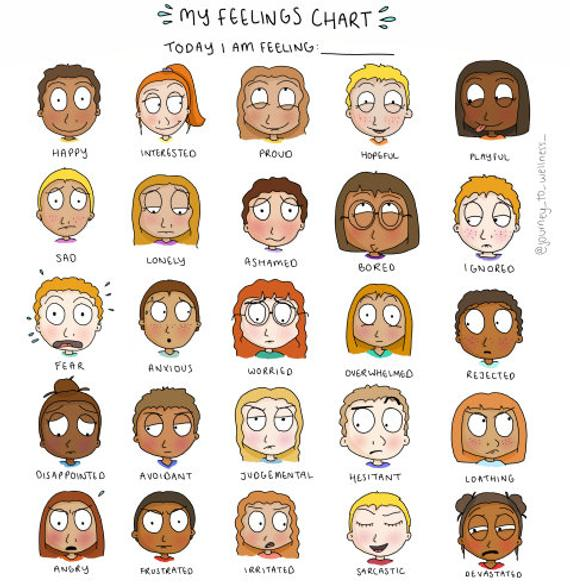 MY FEELINGS CHART
TODAY I AM FEELING:__________
HAPPY INTERESTED PROUD HOPEFUL PLAYFUL
SAD LONELY ASHAMED BORED IGNORED
@journey_to_wellness_
FEAR ANXIOUS WORRIED OVERWHELMED REJECTED
DISAPPOINTED AVOIDANT JUDGEMENTAL HESITANT LOATHING
ANGRY FRUSTRATED IRRITATED SARCASTIC DEVASTATED